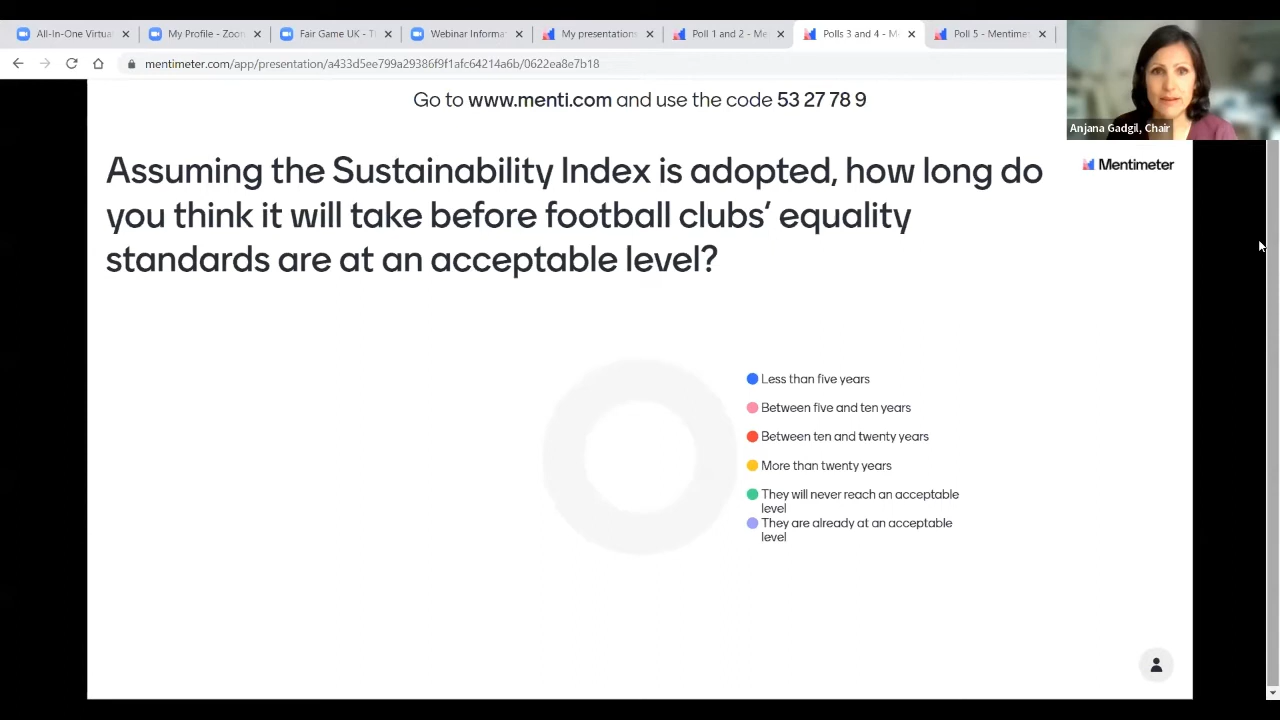 All-In-One Virtua
My Profile - Zoom
Fair Game UK - T
Webinar Informa
My presentations
Poll 1 and 2 - Me
Polls 3 and 4 - M
Poll 5 - Mentimet
mentimeter.com/app/presentation/a433d5ee799a29386f9f1afc64214a6b/0622ea8e7b18
Go to www.menti.com and use the code 53 27 78 9
Anjana Gadgil, Chair
Mentimeter
Assuming the Sustainability Index is adopted, how long do
you think it will take before football clubs’ equality
standards are at an acceptable level?
Less than five years
Between five and ten years
Between ten and twenty years
More than twenty years
They will never reach an acceptable
level
They are already at an acceptable
level